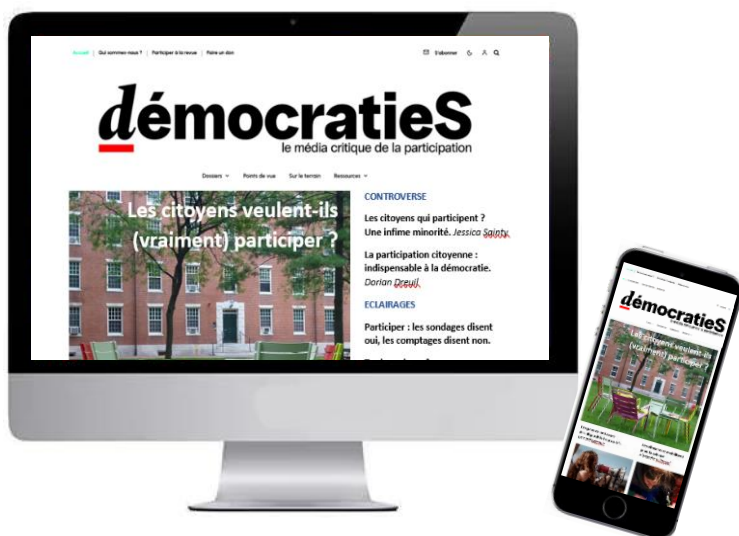 Accueil | Qui sommes-nous ? | Participer à la revue | Faire un don
S'abonner
démocratieS
le média critique de la participation
Dossiers Points de vue Sur le terrain Ressources
Les citoyens veulent-ils
(vraiment) participer ?
CONTROVERSE
Les citoyens qui participent ?
Une infime minorité. Jessica Sainty.
La participation citoyenne :
indispensable à la démocratie.
Dorian Dreuil.
ECLAIRAGES
Participer : les sondages disent
oui, les comptages disent non.
démocratieS
Les citoyens veulent-ils
(vraiment) participer ?